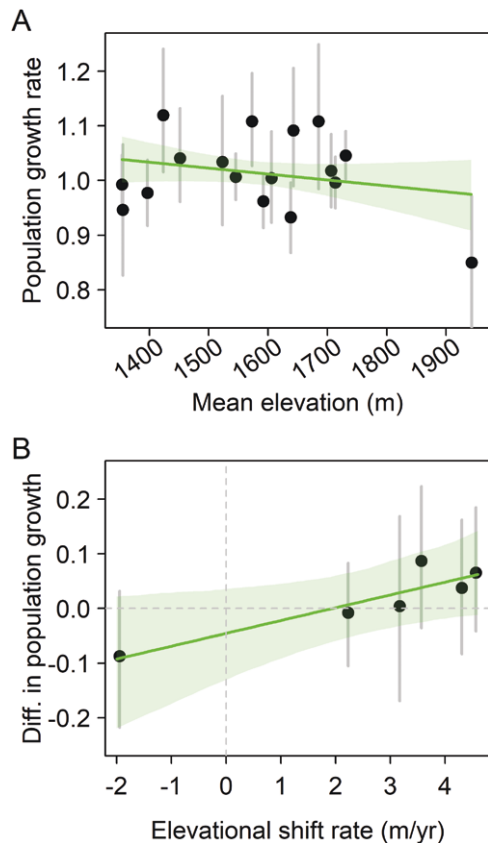 A
Population growth rate
1.2
1.1
1.0
0.9
0.8
1400 1500 1600 1700 1800 1900
Mean elevation (m)
B
Diff. in population growth
0.2
0.1
0.0
-0.1
-0.2
-2 -1 0 1 2 3 4
Elevational shift rate (m/yr)